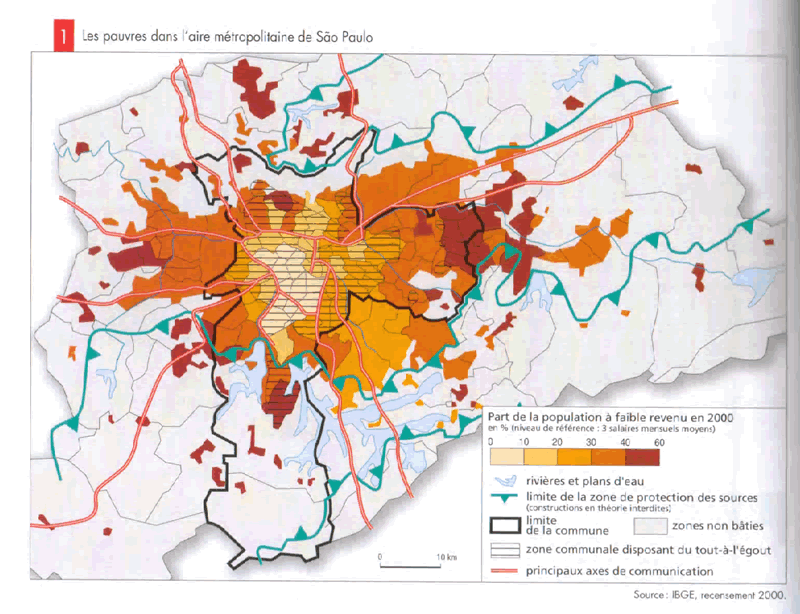 1 Les pauvres dans l'aire métropolitaine de São Paulo
Part de la population à faible revenu en 2000
en % (niveau de référence : 3 salaires mensuels moyens)
0 10 20 30 40 60
rivières et plans d'eau
limite de la zone de protection des sources
(constructions en théorie interdites)
limite
de la commune
zones non bâties
zone communale disposant du tout-à-l'égout
principaux axes de communication
0 10 km
Source : IBGE, recensement 2000.